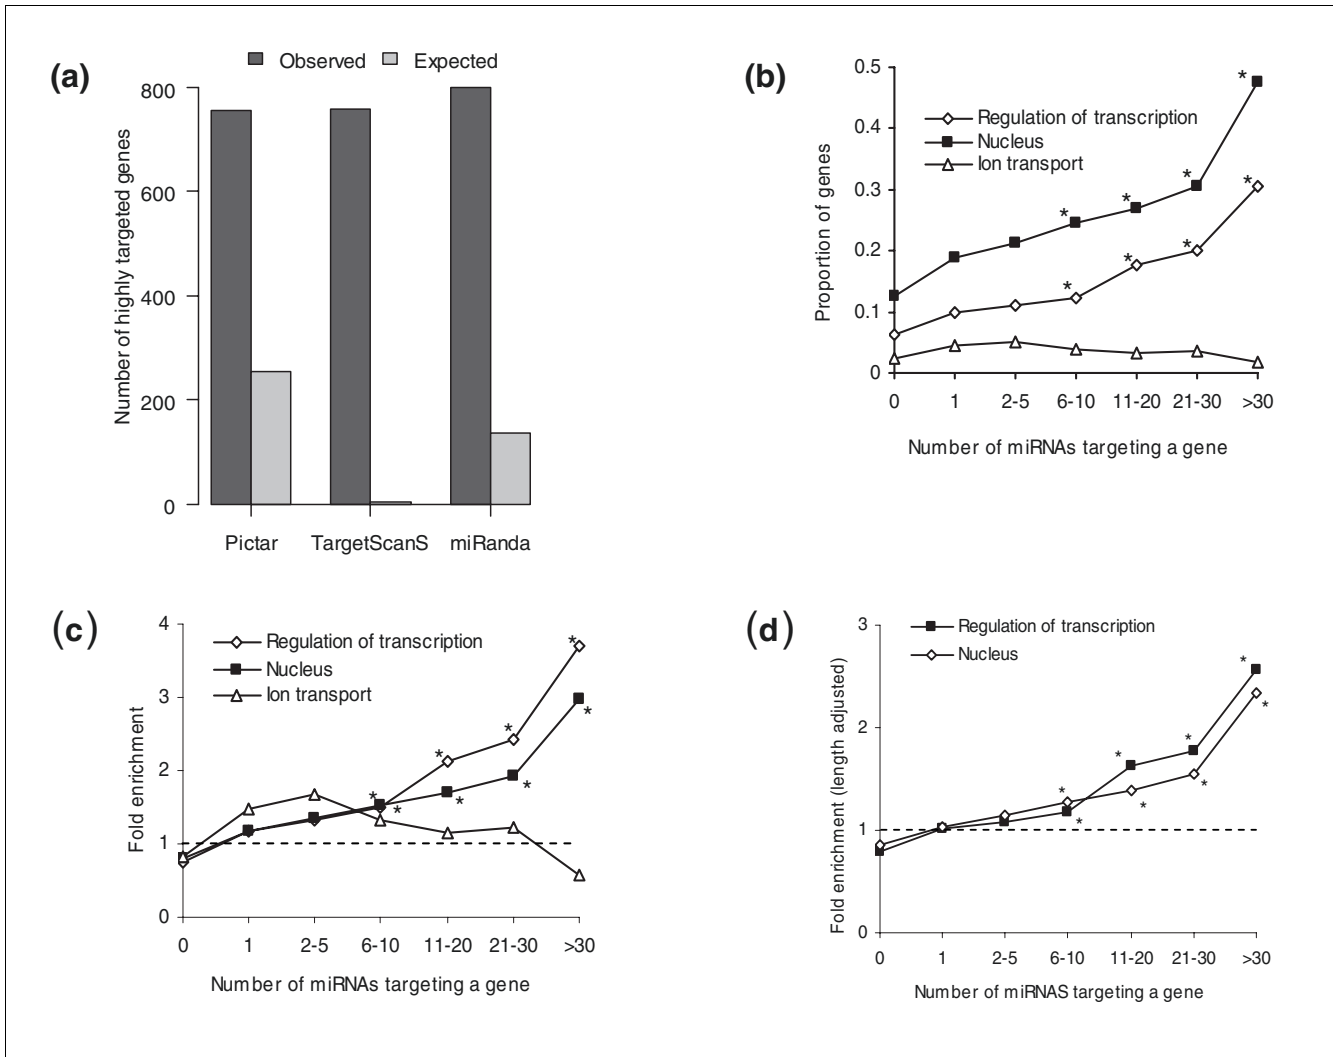 (a)
Observed Expected
Number of highly targeted genes
800
600
400
200
0
Pictar TargetScanS miRanda
(b)
Proportion of genes
0.5
0.4
0.3
0.2
0.1
0
Regulation of transcription
Nucleus
Ion transport
* * * * * * * *
0 1 2-5 6-10 11-20 21-30 >30
Number of miRNAs targeting a gene
(c)
Fold enrichment
4
3
2
1
0
Regulation of transcription
Nucleus
Ion transport
* * * * * * * *
0 1 2-5 6-10 11-20 21-30 >30
Number of miRNAs targeting a gene
(d)
Fold enrichment (length adjusted)
3
2
1
0
Regulation of transcription
Nucleus
* * * * * * * *
0 1 2-5 6-10 11-20 21-30 >30
Number of miRNAS targeting a gene